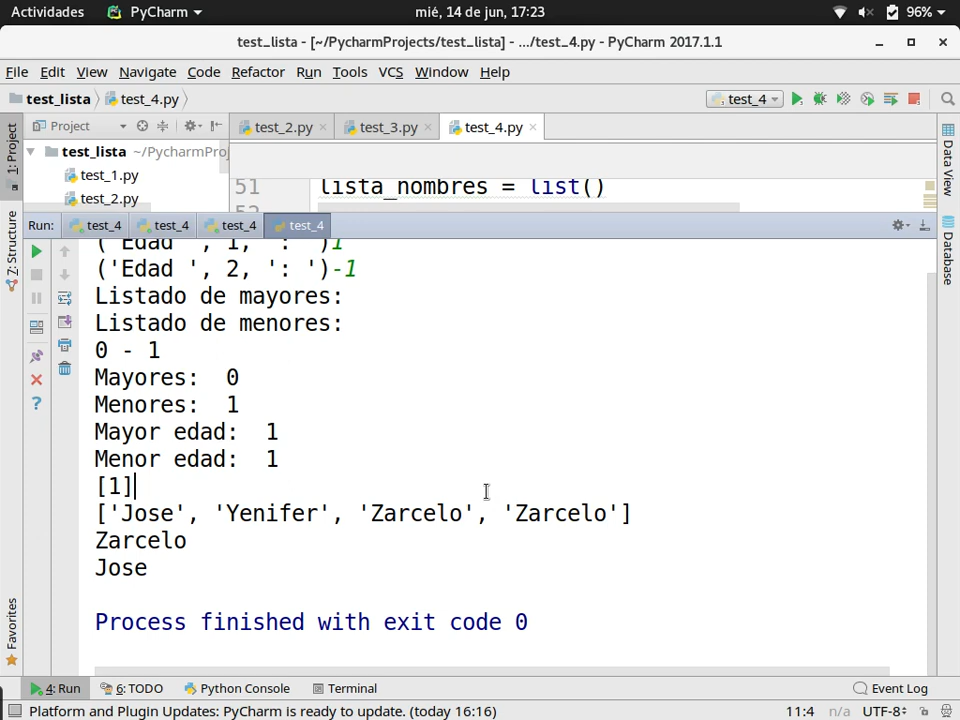 Actividades PyCharm mié, 14 de jun, 17:23 96%
test_lista - [~/PycharmProjects/test_lista] - .../test_4.py - PyCharm 2017.1.1
File Edit View Navigate Code Refactor Run Tools VCS Window Help
test_lista test_4.py test_4
1: Project
Project
test_2.py test_3.py test_4.py
Data View
test_lista ~/PycharmProj
test_1.py
test_2.py
51 lista_nombres = list()
7: Structure
Run: test_4 test_4 test_4 test_4
Database
('Edad ', 1, ': ')1
('Edad ', 2, ': ')-1
Listado de mayores:
Listado de menores:
0 - 1
Mayores:  0
Menores:  1
Mayor edad:  1
Menor edad:  1
[1]
['Jose', 'Yenifer', 'Zarcelo', 'Zarcelo']
Zarcelo
Jose
Process finished with exit code 0
Favorites
4: Run 6: TODO Python Console Terminal Event Log
Platform and Plugin Updates: PyCharm is ready to update. (today 16:16) 11:4 n/a UTF-8